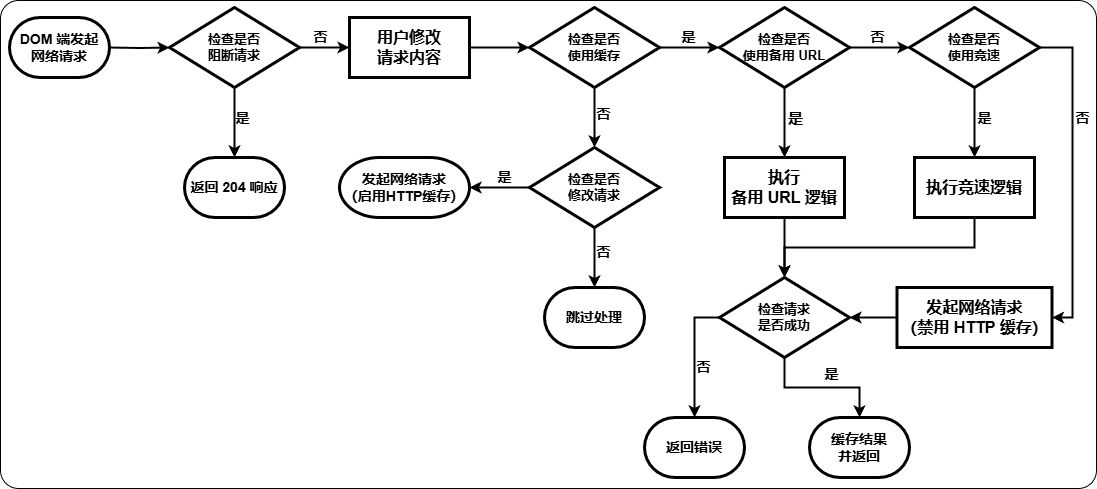 DOM 端发起
网络请求
检查是否
阻断请求
否
用户修改
请求内容
检查是否
使用缓存
是
检查是否
使用备用 URL
否
检查是否
使用竞速
是
否
是
是
否
返回 204 响应
发起网络请求
(启用HTTP缓存)
是
检查是否
修改请求
执行
备用 URL 逻辑
执行竞速逻辑
否
跳过处理
检查请求
是否成功
发起网络请求
(禁用 HTTP 缓存)
否
是
返回错误
缓存结果
并返回